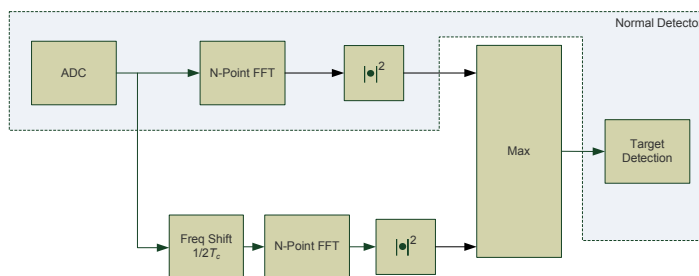 Normal Detecto
ADC
N-Point FFT
|•|²
Max
Target
Detection
Freq Shift
1/2Tc
N-Point FFT
|•|²